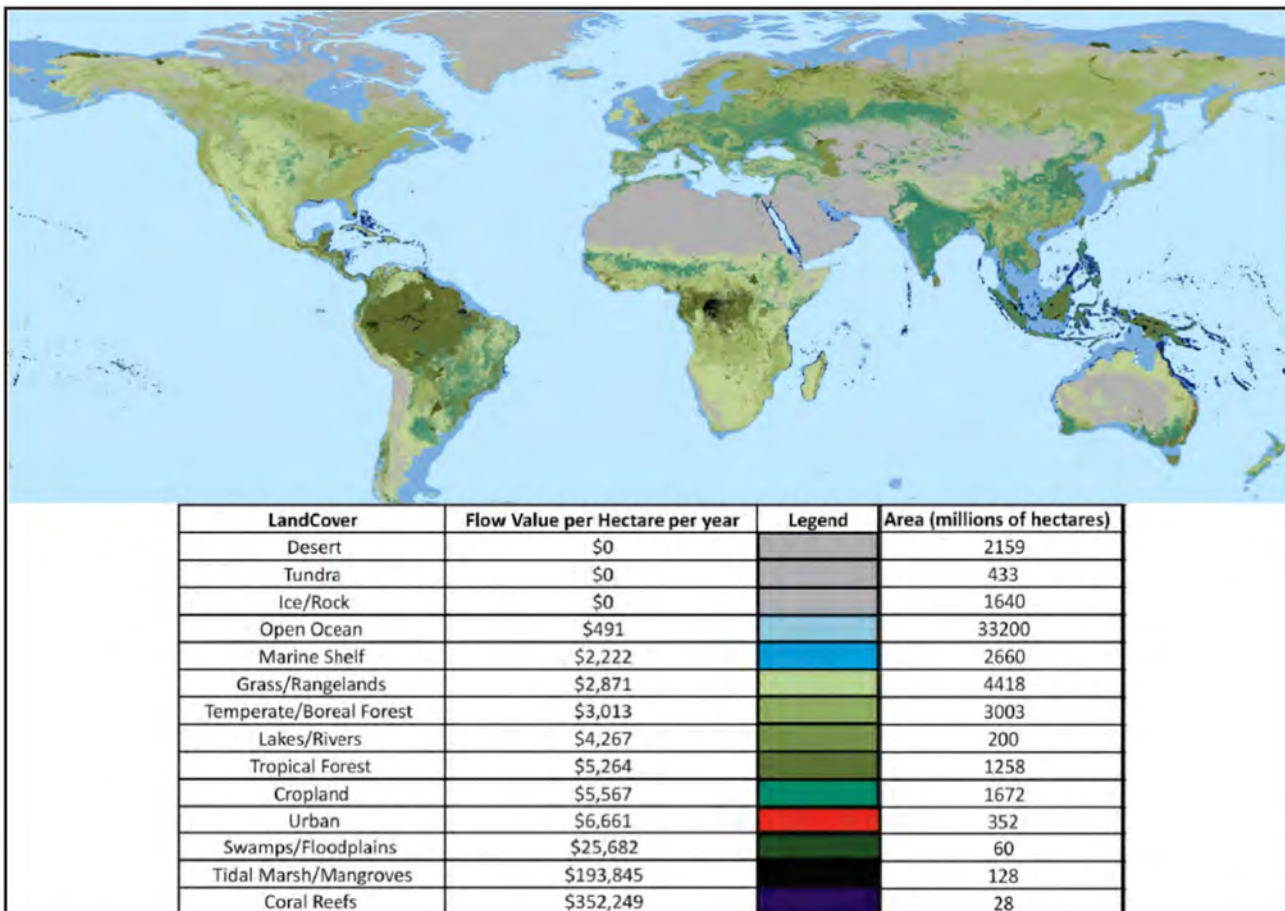 LandCover Flow Value per Hectare per year Legend Area (millions of hectares)
Desert $0 2159
Tundra $0 433
Ice/Rock $0 1640
Open Ocean $491 33200
Marine Shelf $2,222 2660
Grass/Rangelands $2,871 4418
Temperate/Boreal Forest $3,013 3003
Lakes/Rivers $4,267 200
Tropical Forest $5,264 1258
Cropland $5,567 1672
Urban $6,661 352
Swamps/Floodplains $25,682 60
Tidal Marsh/Mangroves $193,845 128
Coral Reefs $352,249 28